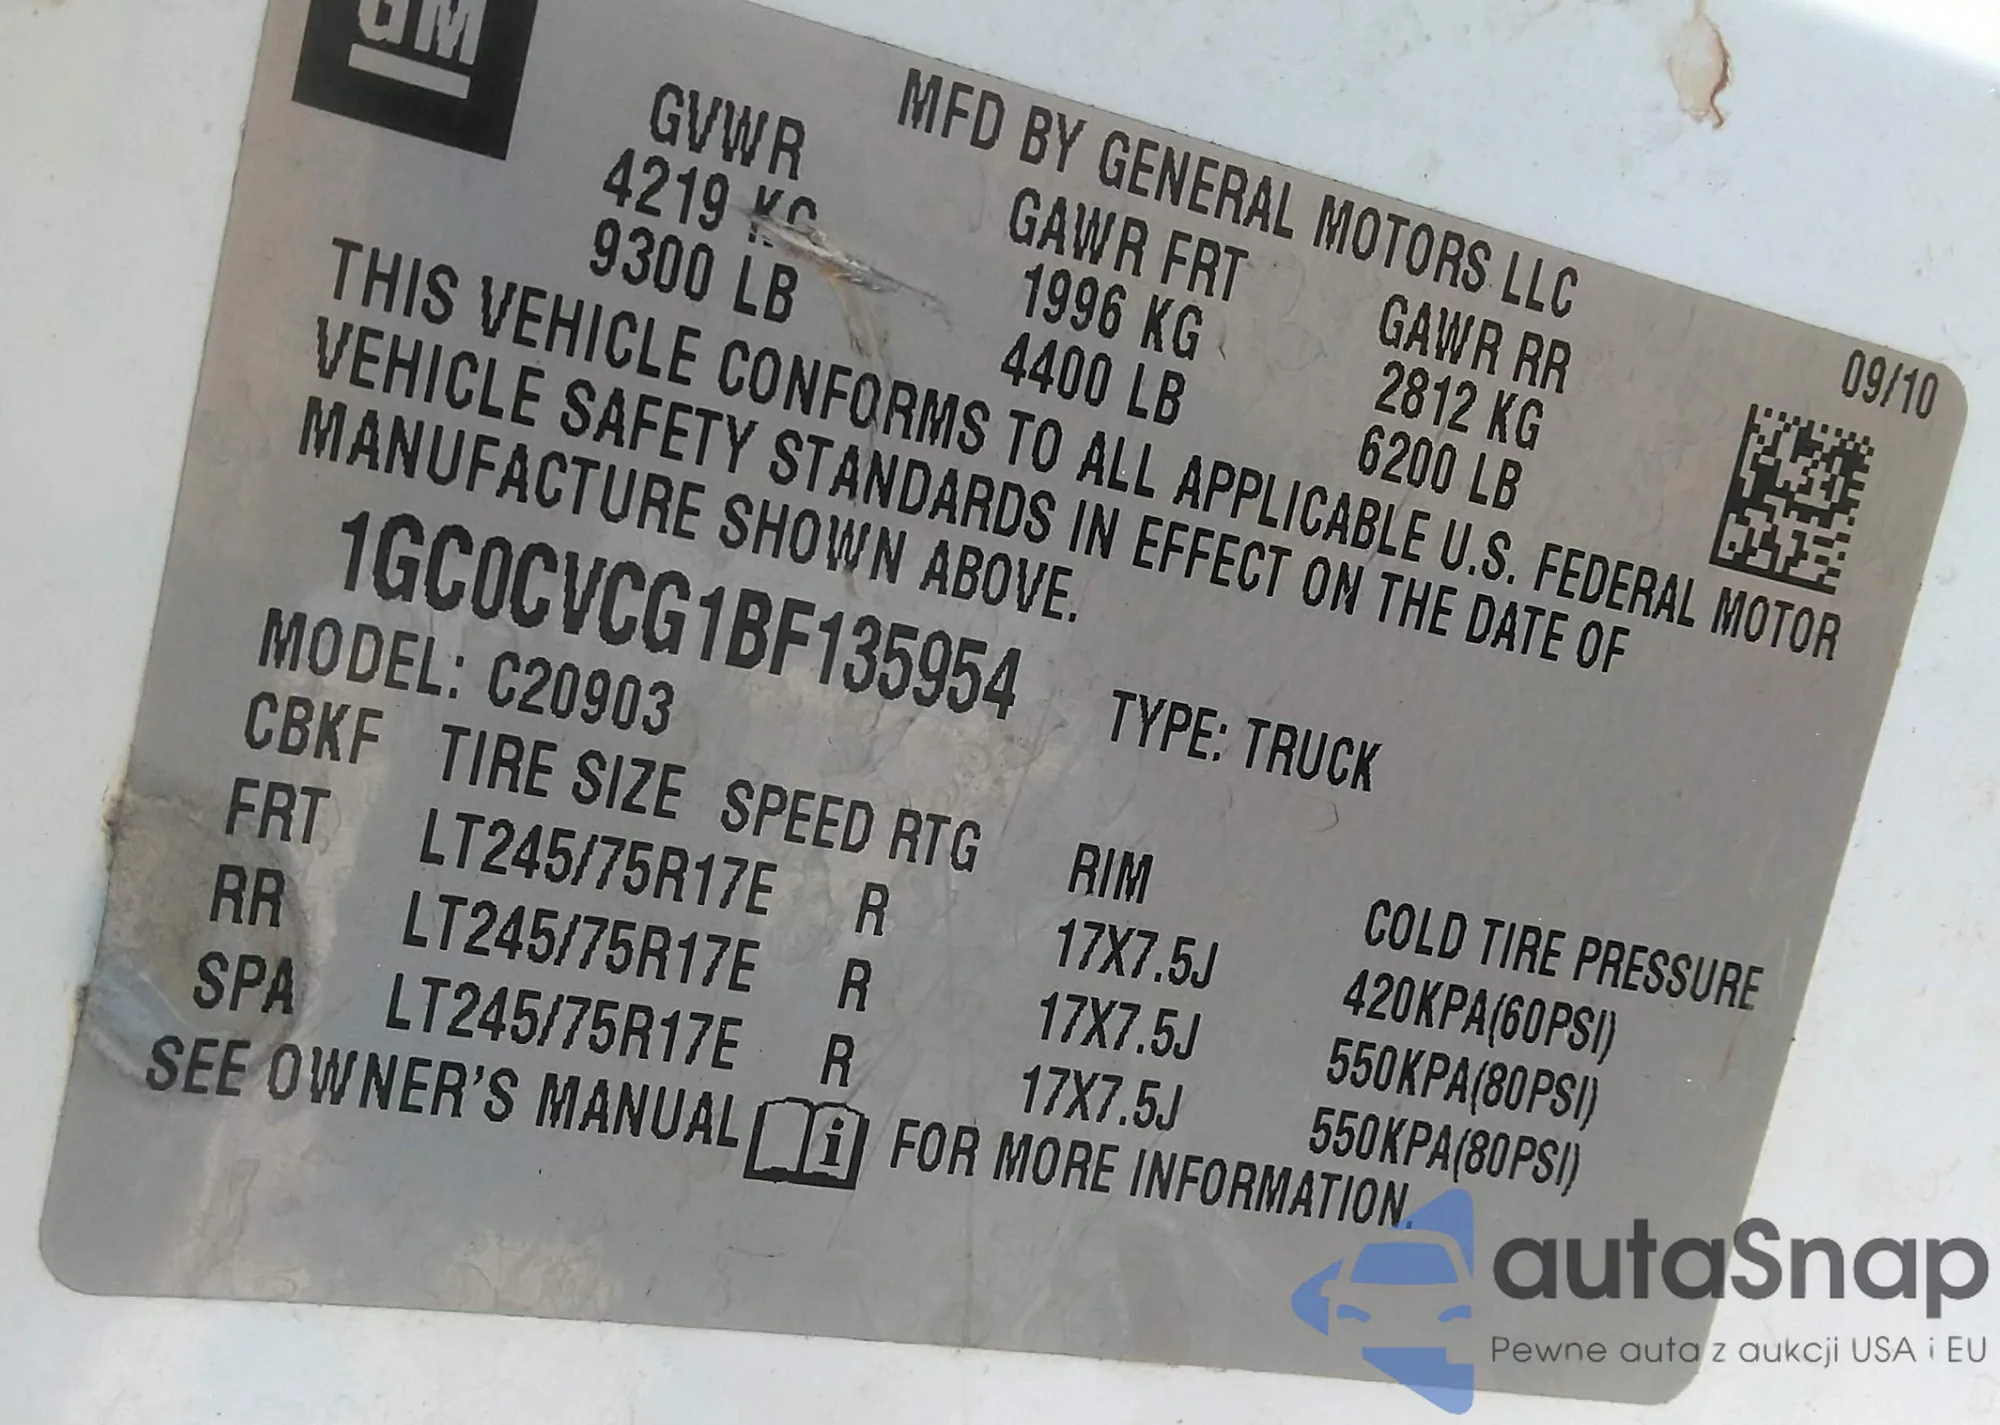 GM
MFD BY GENERAL MOTORS LLC
09/10
GVWR GAWR FRT GAWR RR
4219 KG 1996 KG 2812 KG
9300 LB 4400 LB 6200 LB
THIS VEHICLE CONFORMS TO ALL APPLICABLE U.S. FEDERAL MOTOR
VEHICLE SAFETY STANDARDS IN EFFECT ON THE DATE OF
MANUFACTURE SHOWN ABOVE.
1GC0CVCG1BF135954 TYPE: TRUCK
MODEL: C20903
CBKF TIRE SIZE SPEED RTG RIM COLD TIRE PRESSURE
FRT LT245/75R17E R 17X7.5J 420KPA(60PSI)
RR LT245/75R17E R 17X7.5J 550KPA(80PSI)
SPA LT245/75R17E R 17X7.5J 550KPA(80PSI)
SEE OWNER'S MANUAL i FOR MORE INFORMATION.
autaSnap
Pewne auta z aukcji USA i EU